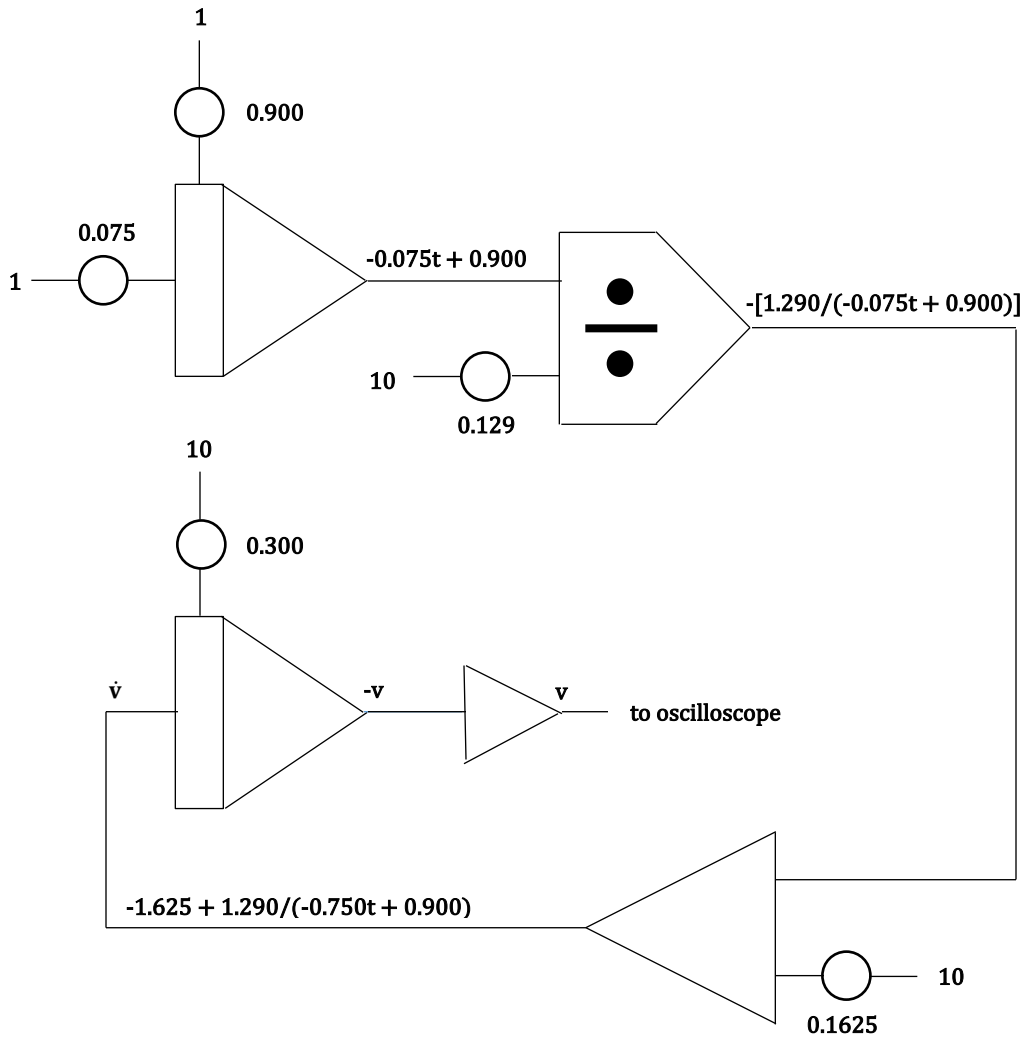 1
0.900
0.075
1
-0.075t + 0.900
-[1.290/(-0.075t + 0.900)]
10
0.129
10
0.300
v̇
-v
v
to oscilloscope
-1.625 + 1.290/(-0.750t + 0.900)
10
0.1625